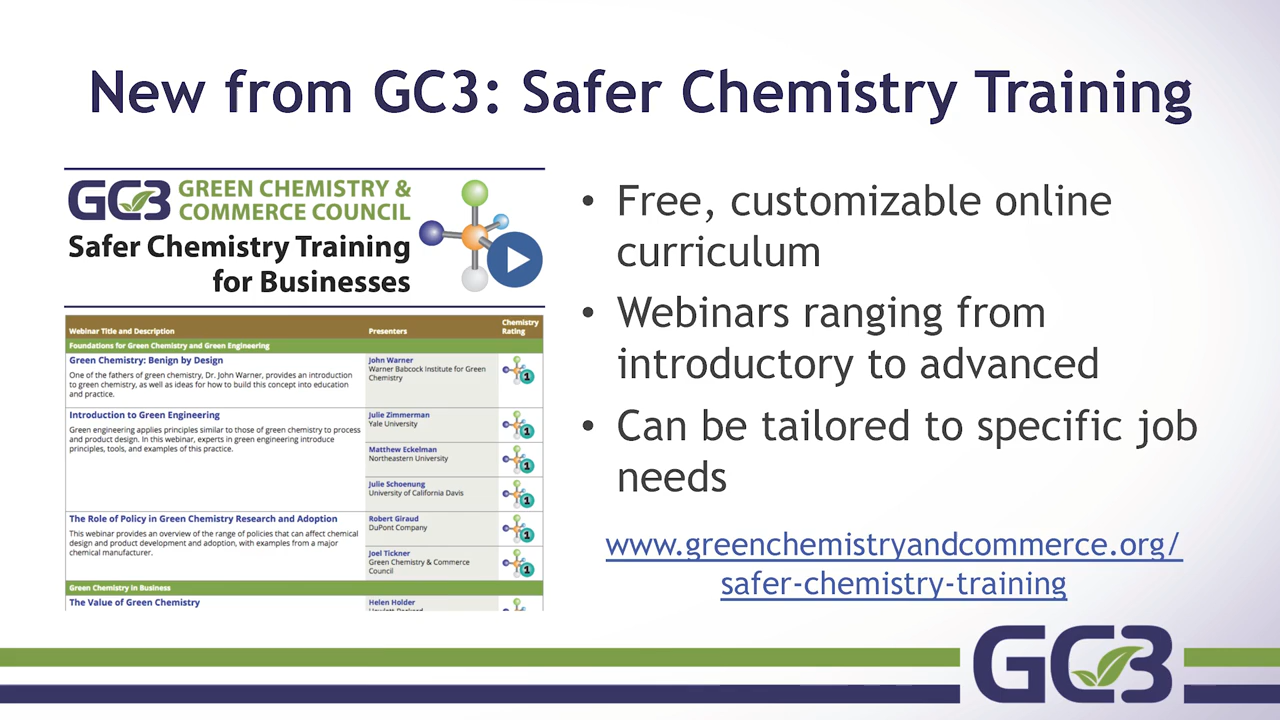 New from GC3: Safer Chemistry Training
GC3 GREEN CHEMISTRY &
COMMERCE COUNCIL
Safer Chemistry Training
for Businesses
Webinar Title and Description
Presenters
Chemistry
Rating
Foundations for Green Chemistry and Green Engineering
Green Chemistry: Benign by Design
One of the fathers of green chemistry, Dr. John Warner, provides an introduction
to green chemistry, as well as ideas for how to build this concept into education
and practice.
John Warner
Warner Babcock Institute for Green
Chemistry
1
Introduction to Green Engineering
Green engineering applies principles similar to those of green chemistry to process
and product design. In this webinar, experts in green engineering introduce
principles, tools, and examples of this practice.
Julie Zimmerman
Yale University
1
Matthew Eckelman
Northeastern University
1
Julie Schoenung
University of California Davis
1
The Role of Policy in Green Chemistry Research and Adoption
This webinar provides an overview of the range of policies that can affect chemical
design and product development and adoption, with examples from a major
chemical manufacturer.
Robert Giraud
DuPont Company
1
Joel Tickner
Green Chemistry & Commerce
Council
1
Green Chemistry in Business
The Value of Green Chemistry
Helen Holder
Hewlett-Packard
• Free, customizable online
curriculum
• Webinars ranging from
introductory to advanced
• Can be tailored to specific job
needs
www.greenchemistryandcommerce.org/
safer-chemistry-training
GC3